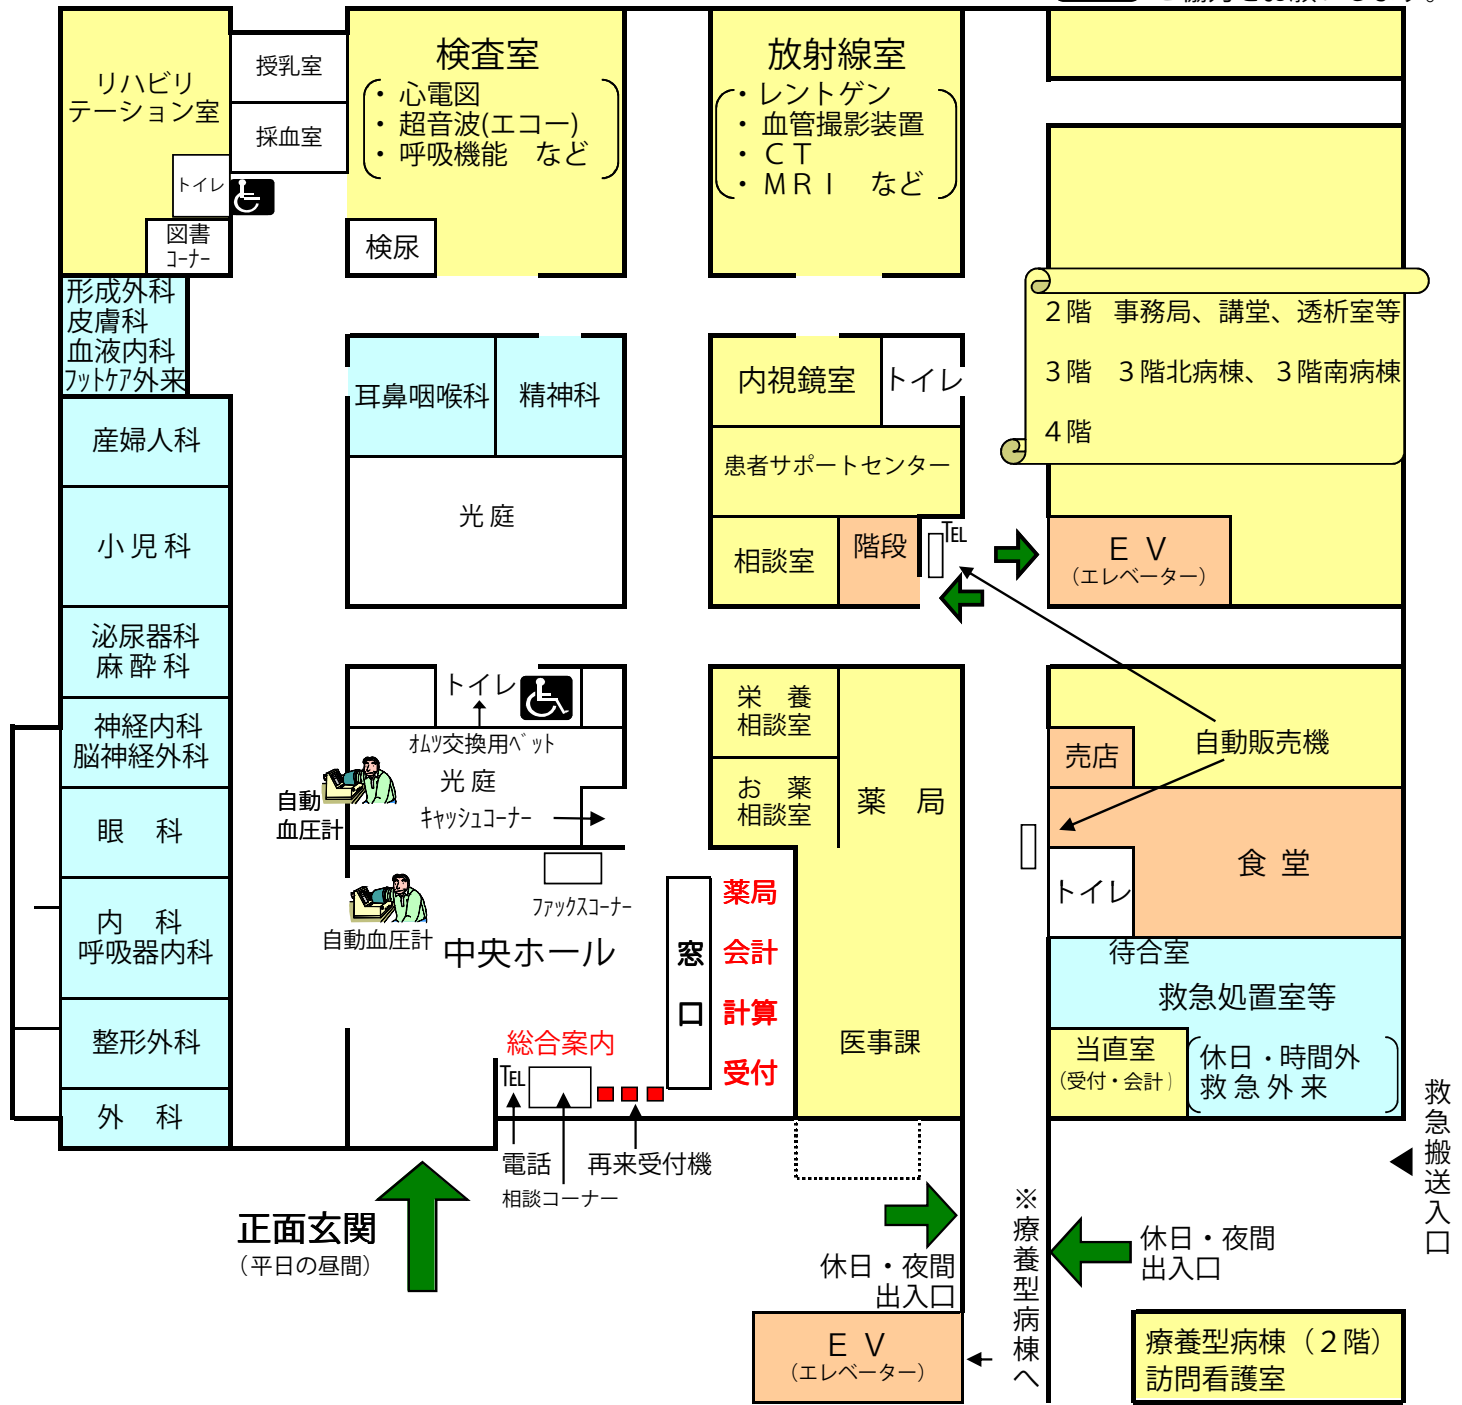 リハビリ
テーション室
授乳室
採血室
トイレ
図書
ｺｰﾅｰ
検査室
・ 心電図
・ 超音波(エコー)
・ 呼吸機能　など
検尿
放射線室
・レントゲン
・ 血管撮影装置
・ＣＴ
・ＭＲＩ　など
形成外科
皮膚科
血液内科
ﾌｯﾄｹｱ外来
産婦人科
小児科
泌尿器科
麻酔科
神経内科
脳神経外科
眼　科
内　科
呼吸器内科
整形外科
外　科
耳鼻咽喉科
精神科
光庭
内視鏡室
トイレ
患者サポートセンター
相談室
階段
℡
２階　事務局、講堂、透析室等
３階　３階北病棟、３階南病棟
４階
ＥＶ
（エレベーター）
トイレ
ｵﾑﾂ交換用ﾍﾞｯﾄ
光庭
ｷｬｯｼｭｺｰﾅｰ
自動
血圧計
自動血圧計
ﾌｧｯｸｽｺｰﾅｰ
中央ホール
栄　養
相談室
お　薬
相談室
薬　局
売店
自動販売機
食堂
トイレ
窓
口
薬局
会計
計算
受付
医事課
待合室
救急処置室等
当直室
（受付・会計）
休日・時間外
救急外来
総合案内
℡
電話
相談コーナー
再来受付機
正面玄関
（平日の昼間）
休日・夜間
出入口
※療養型病棟へ
休日・夜間
出入口
救急搬送入口
ＥＶ
（エレベーター）
療養型病棟（２階）
訪問看護室